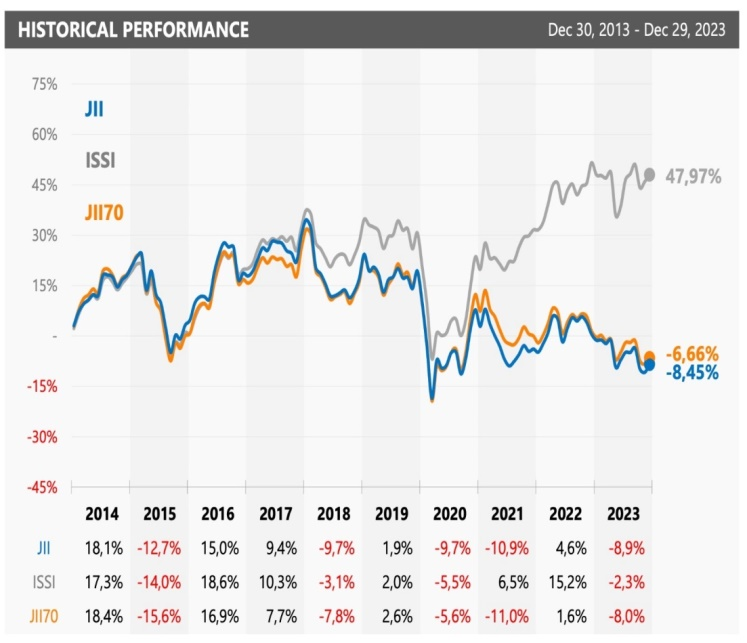 HISTORICAL PERFORMANCE Dec 30, 2013 - Dec 29, 2023
75%
JII
60%
ISSI
45%
47,97%
JII70
30%
15%
-
-6,66%
-8,45%
-15%
-30%
-45%
2014 2015 2016 2017 2018 2019 2020 2021 2022 2023
JII 18,1% -12,7% 15,0% 9,4% -9,7% 1,9% -9,7% -10,9% 4,6% -8,9%
ISSI 17,3% -14,0% 18,6% 10,3% -3,1% 2,0% -5,5% 6,5% 15,2% -2,3%
JII70 18,4% -15,6% 16,9% 7,7% -7,8% 2,6% -5,6% -11,0% 1,6% -8,0%